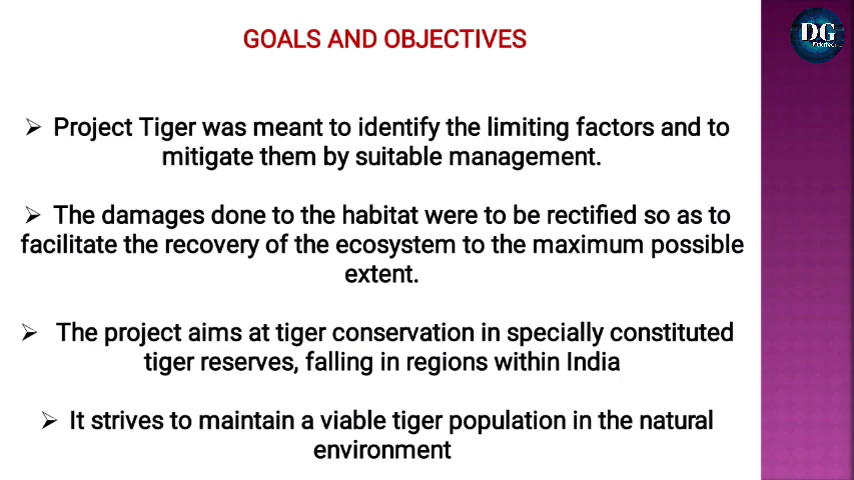 GOALS AND OBJECTIVES
DG
➢ Project Tiger was meant to identify the limiting factors and to
mitigate them by suitable management.
➢ The damages done to the habitat were to be rectified so as to
facilitate the recovery of the ecosystem to the maximum possible
extent.
➢ The project aims at tiger conservation in specially constituted
tiger reserves, falling in regions within India
➢ It strives to maintain a viable tiger population in the natural
environment